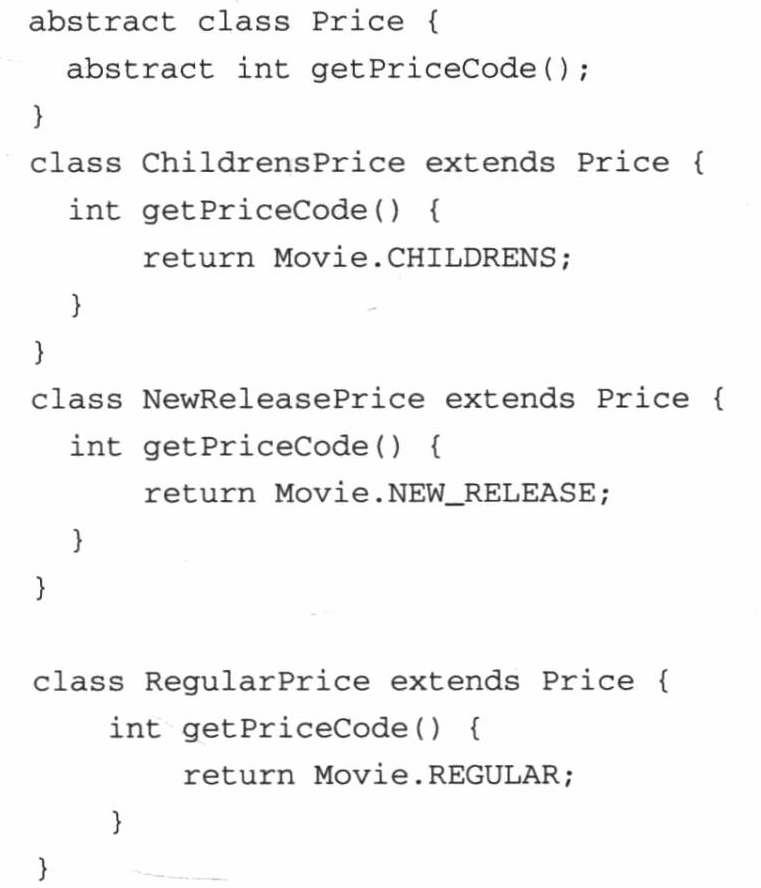 abstract class Price {
  abstract int getPriceCode();
}
class ChildrensPrice extends Price {
  int getPriceCode() {
      return Movie.CHILDRENS;
  }
}
class NewReleasePrice extends Price {
  int getPriceCode() {
      return Movie.NEW_RELEASE;
  }
}

class RegularPrice extends Price {
    int getPriceCode() {
        return Movie.REGULAR;
    }
}